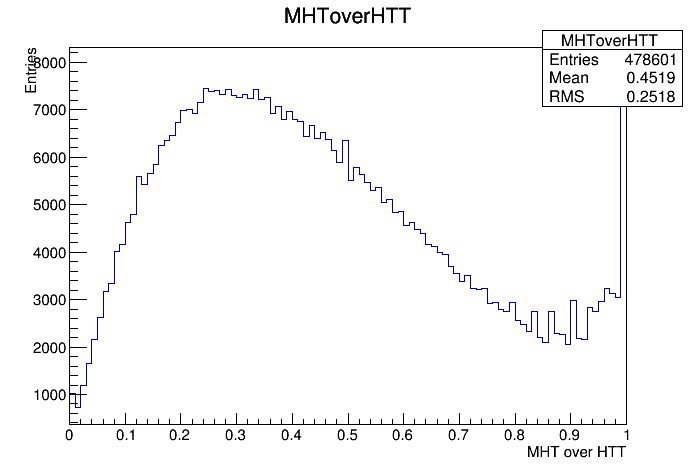 MHToverHTT
MHToverHTT
Entries 478601
Mean 0.4519
RMS 0.2518
Entries
8000
7000
6000
5000
4000
3000
2000
1000
0 0.1 0.2 0.3 0.4 0.5 0.6 0.7 0.8 0.9 1
MHT over HTT